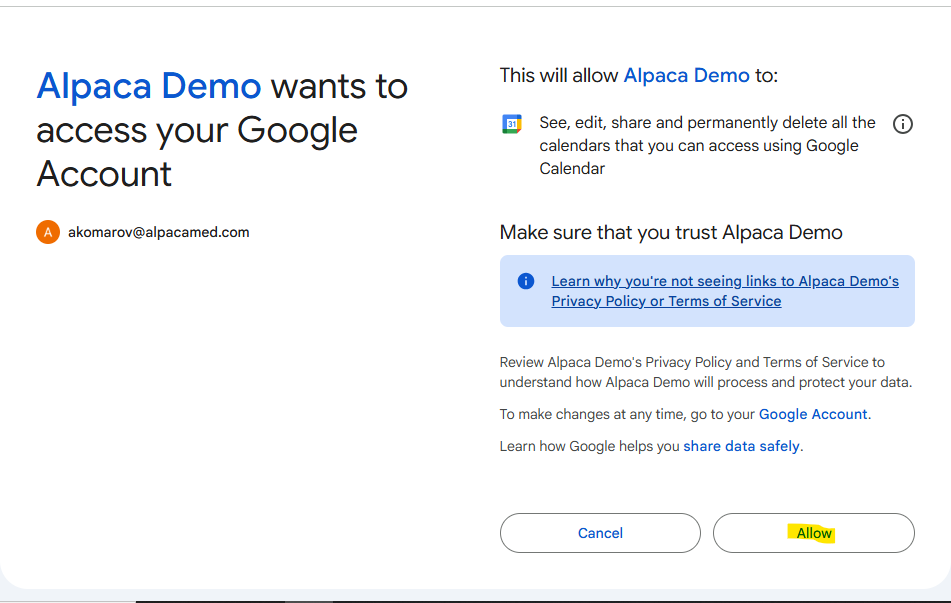 Alpaca Demo wants to
access your Google
Account
A
akomarov@alpacamed.com
This will allow Alpaca Demo to:
31
See, edit, share and permanently delete all the
calendars that you can access using Google
Calendar
Make sure that you trust Alpaca Demo
Learn why you're not seeing links to Alpaca Demo's
Privacy Policy or Terms of Service
Review Alpaca Demo's Privacy Policy and Terms of Service to
understand how Alpaca Demo will process and protect your data.
To make changes at any time, go to your Google Account.
Learn how Google helps you share data safely.
Cancel
Allow